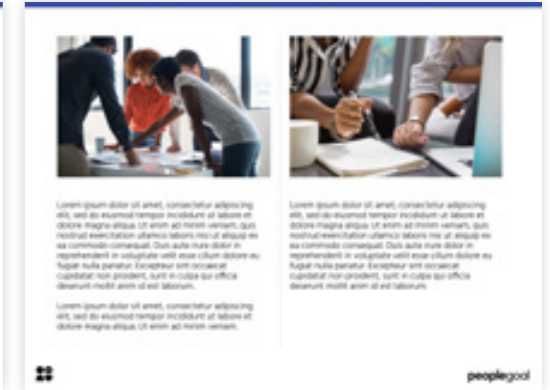 Lorem ipsum dolor sit amet, consectetur adipiscing
elit, sed do eiusmod tempor incididunt ut labore et
dolore magna aliqua. Ut enim ad minim veniam, quis
nostrud exercitation ullamco laboris nisi ut aliquip ex
ea commodo consequat. Duis aute irure dolor in
reprehenderit in voluptate velit esse cillum dolore eu
fugiat nulla pariatur. Excepteur sint occaecat
cupidatat non proident, sunt in culpa qui officia
deserunt mollit anim id est laborum.
Lorem ipsum dolor sit amet, consectetur adipiscing
elit, sed do eiusmod tempor incididunt ut labore et
dolore magna aliqua. Ut enim ad minim veniam.
Lorem ipsum dolor sit amet, consectetur adipiscing
elit, sed do eiusmod tempor incididunt ut labore et
dolore magna aliqua. Ut enim ad minim veniam, quis
nostrud exercitation ullamco laboris nisi ut aliquip ex
ea commodo consequat. Duis aute irure dolor in
reprehenderit in voluptate velit esse cillum dolore eu
fugiat nulla pariatur. Excepteur sint occaecat
cupidatat non proident, sunt in culpa qui officia
deserunt mollit anim id est laborum.
peoplegoal